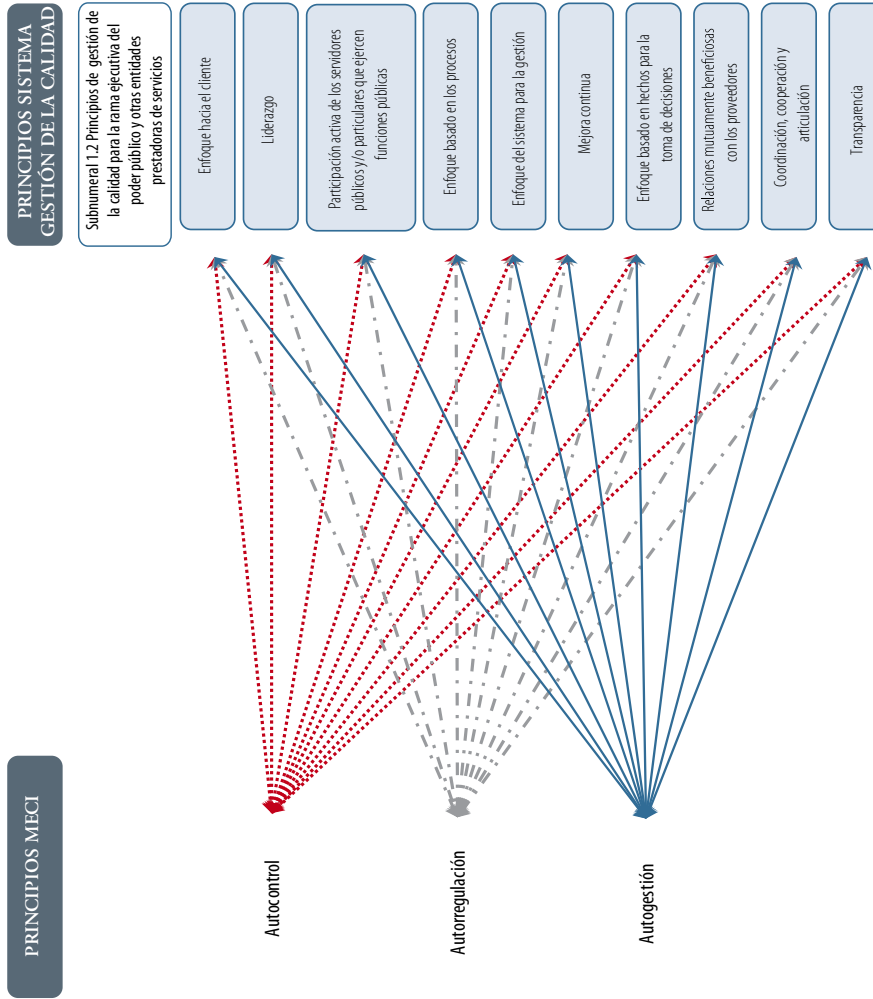 PRINCIPIOS MECI
PRINCIPIOS SISTEMA
GESTIÓN DE LA CALIDAD
Subnumeral 1.2 Principios de gestión de
la calidad para la rama ejecutiva del
poder público y otras entidades
prestadoras de servicios
Autocontrol
Autorregulación
Autogestión
Enfoque hacia el cliente
Liderazgo
Participación activa de los servidores
públicos y/o particulares que ejercen
funciones públicas
Enfoque basado en los procesos
Enfoque del sistema para la gestión
Mejora continua
Enfoque basado en hechos para la
toma de decisiones
Relaciones mutuamente beneficiosas
con los proveedores
Coordinación, cooperación y
articulación
Transparencia